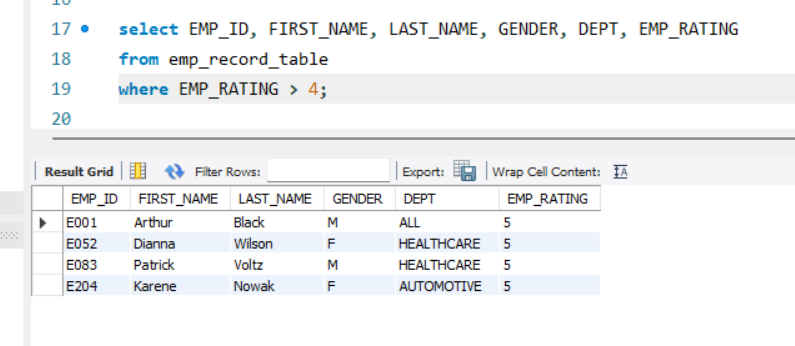 17 select EMP_ID, FIRST_NAME, LAST_NAME, GENDER, DEPT, EMP_RATING
18 from emp_record_table
19 where EMP_RATING > 4;
20
Result Grid Filter Rows: Export: Wrap Cell Content:
EMP_ID FIRST_NAME LAST_NAME GENDER DEPT EMP_RATING
E001 Arthur Black M ALL 5
E052 Dianna Wilson F HEALTHCARE 5
E083 Patrick Voltz M HEALTHCARE 5
E204 Karene Nowak F AUTOMOTIVE 5